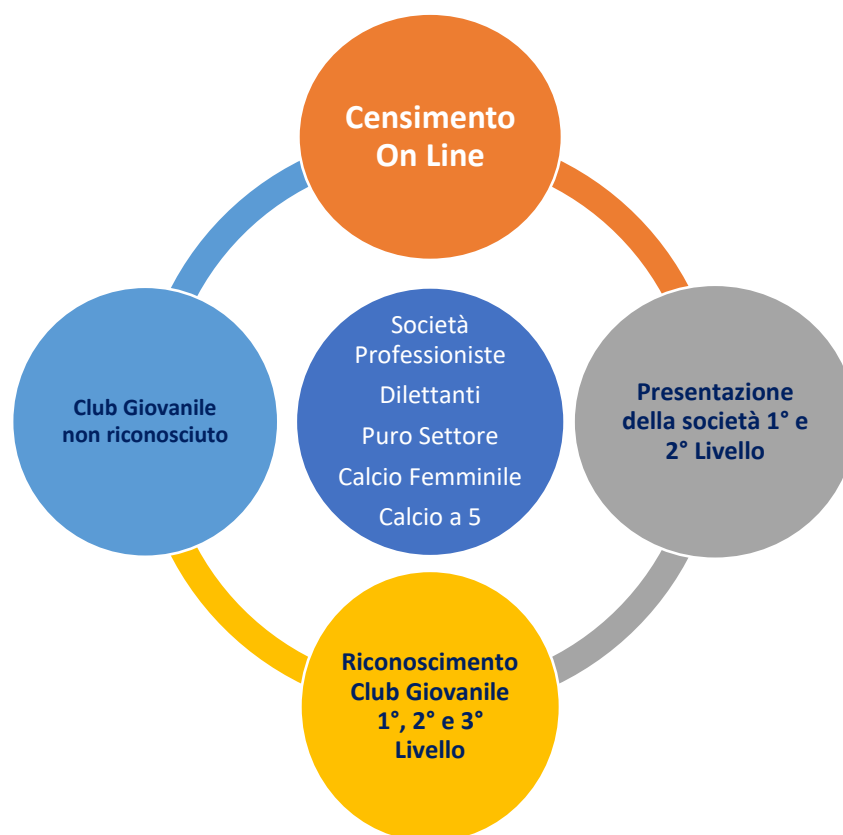 Censimento
On Line
Società
Professioniste
Dilettanti
Puro Settore
Calcio Femminile
Calcio a 5
Club Giovanile
non riconosciuto
Presentazione
della società 1° e
2° Livello
Riconoscimento
Club Giovanile
1°, 2° e 3°
Livello